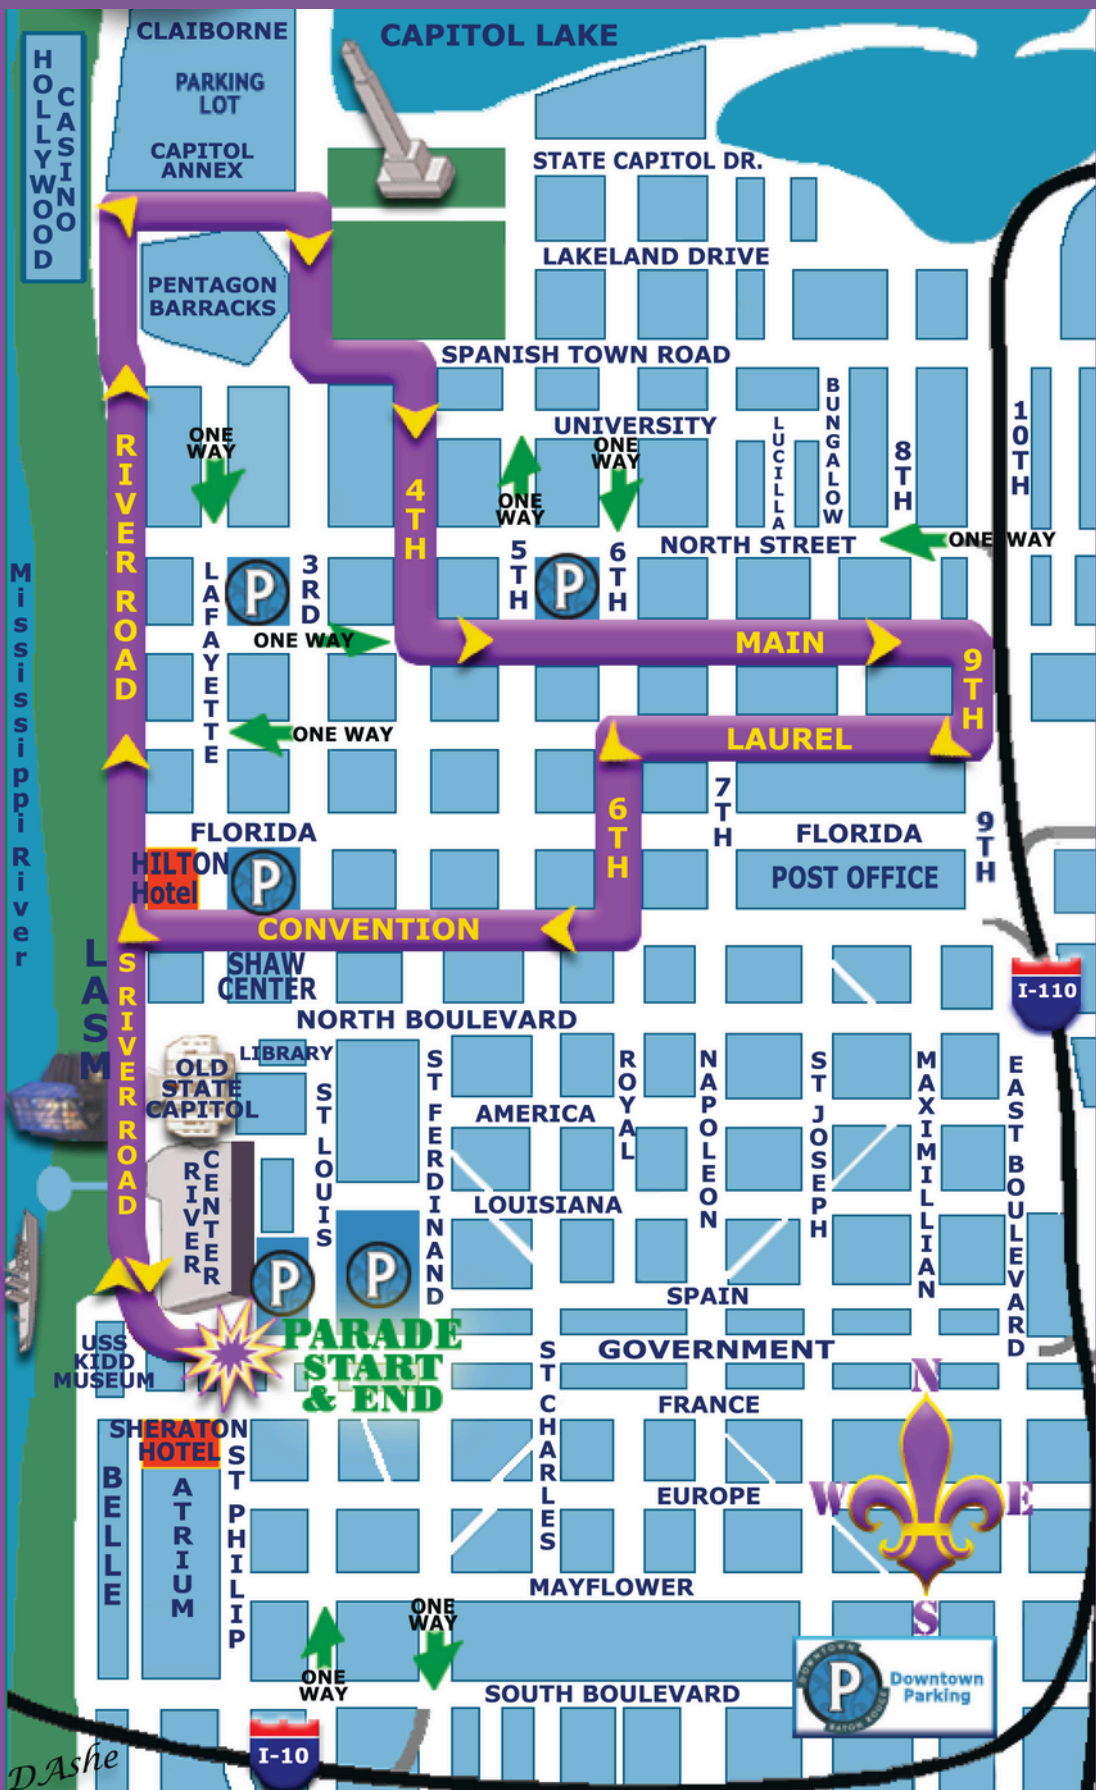 CLAIBORNE
CAPITOL LAKE
HOLLYWOOD
CASINO
PARKING
LOT
CAPITOL
ANNEX
STATE CAPITOL DR.
LAKELAND DRIVE
PENTAGON
BARRACKS
SPANISH TOWN ROAD
BUNGALOW
10TH
UNIVERSITY
LUCILLA
ONE
WAY
ONE
WAY
8TH
RIVER ROAD
4TH
ONE
WAY
NORTH STREET
ONE WAY
5TH
6TH
3RD
LAFAYETTE
P
P
Mississippi River
ONE WAY
MAIN
9TH
ONE WAY
LAUREL
7TH
6TH
FLORIDA
FLORIDA
9TH
HILTON
Hotel
P
POST OFFICE
CONVENTION
LASM
S RIVER ROAD
SHAW
CENTER
I-110
NORTH BOULEVARD
LIBRARY
OLD
STATE
CAPITOL
ST LOUIS
ST FERDINAND
ROYAL
NAPOLEON
ST JOSEPH
MAXIMILLIAN
EAST BOULEVARD
AMERICA
RIVER
CENTER
LOUISIANA
P
P
SPAIN
PARADE
START
& END
USS
KIDD
MUSEUM
GOVERNMENT
ST CHARLES
N
FRANCE
SHERATON
HOTEL
ST PHILIP
BELLE
ATRIUM
EUROPE
W
E
MAYFLOWER
S
ONE
WAY
ONE
WAY
DOWNTOWN
P
BATON ROUGE
Downtown
Parking
SOUTH BOULEVARD
I-10
DAshe